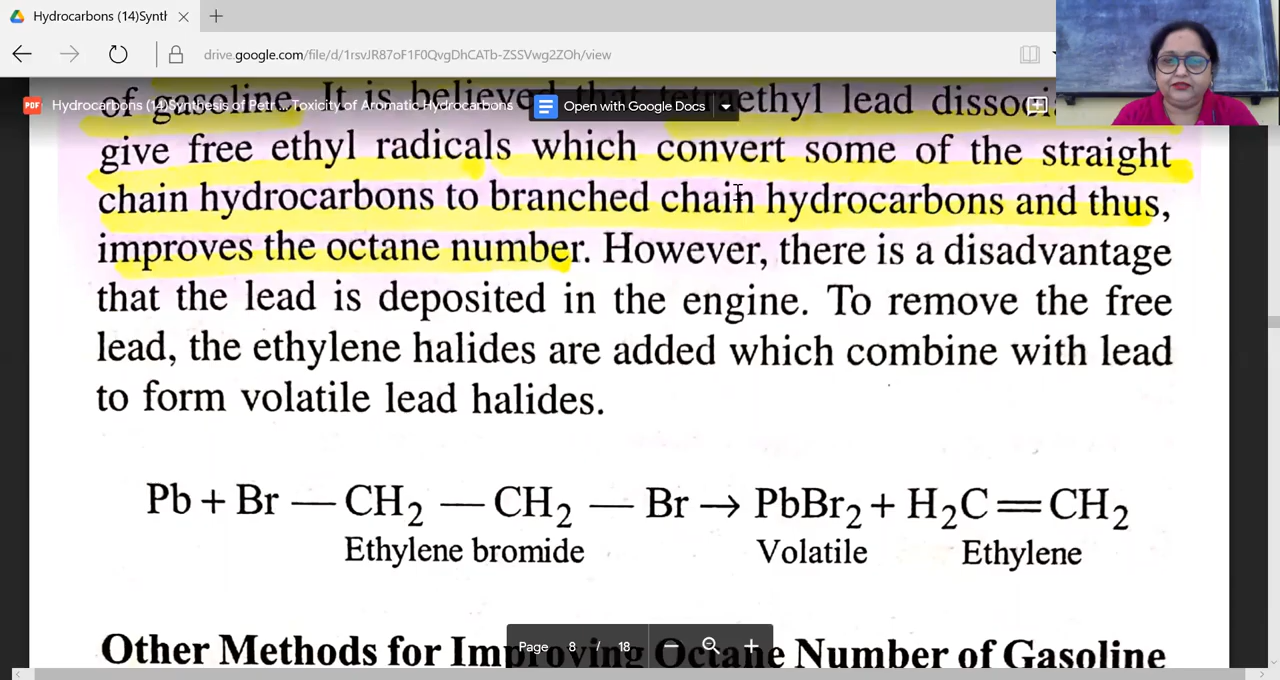 Hydrocarbons (14)Synth
drive.google.com/file/d/1rsvJR87oF1F0QvgDhCATb-ZSSVwg2ZOh/view
of gasoline. It is believed that tetraethyl lead
PDF Hydrocarbons (14)Synthesis of Petr... Toxicity of Aromatic Hydrocarbons
Open with Google Docs
give free ethyl radicals which convert some of the straight
chain hydrocarbons to branched chain hydrocarbons and thus,
improves the octane number. However, there is a disadvantage
that the lead is deposited in the engine. To remove the free
lead, the ethylene halides are added which combine with lead
to form volatile lead halides.
Pb + Br — CH₂ — CH₂ — Br → PbBr₂ + H₂C = CH₂
Ethylene bromide Volatile Ethylene
Other Methods for Improving Octane Number of Gasoline
Page 8 / 18